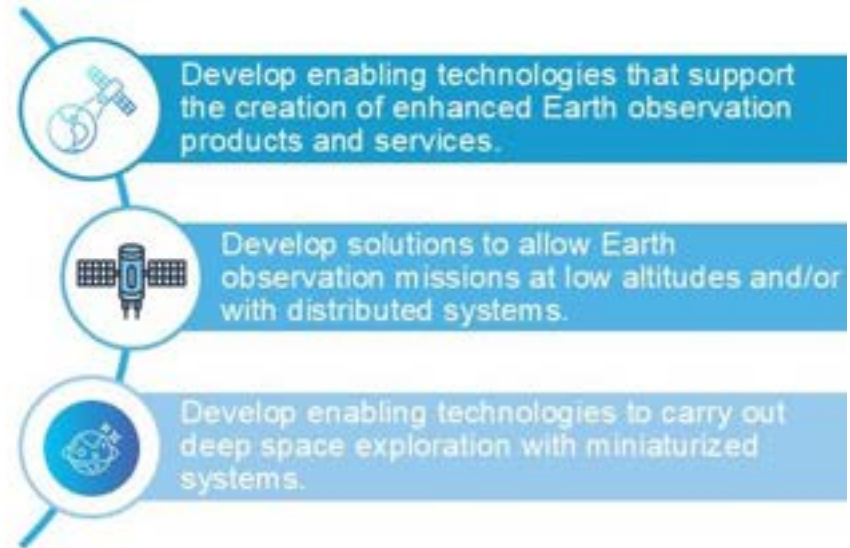 Develop enabling technologies that support
the creation of enhanced Earth observation
products and services.
Develop solutions to allow Earth
observation missions at low altitudes and/or
with distributed systems.
Develop enabling technologies to carry out
deep space exploration with miniaturized
systems.